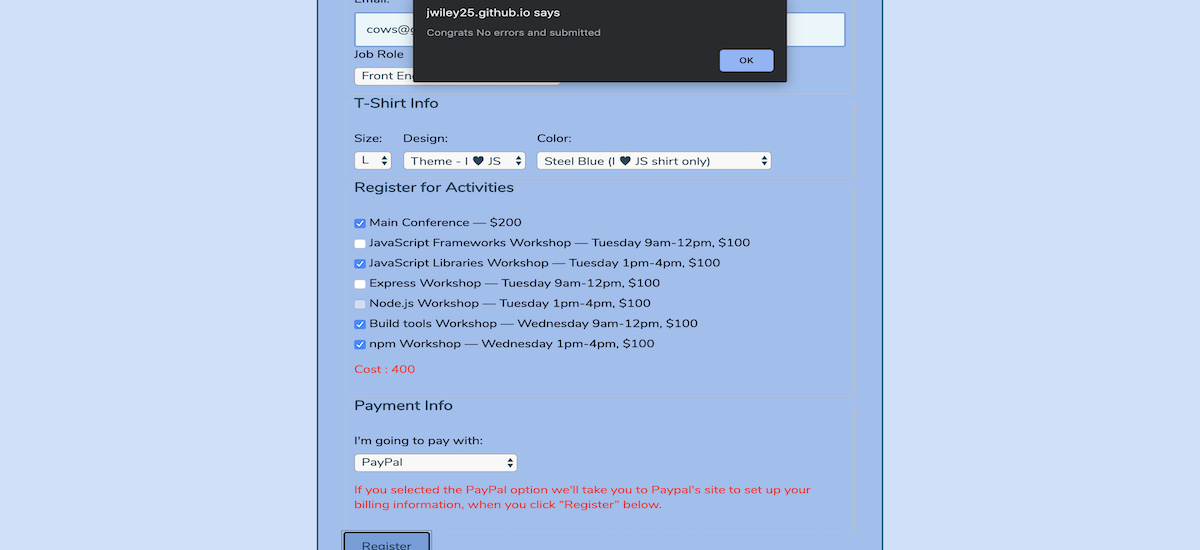 Email:
jwiley25.github.io says
cows@g
Congrats No errors and submitted
OK
Job Role
Front En
T-Shirt Info
Size: Design: Color:
L Theme - I ♥ JS Steel Blue (I ♥ JS shirt only)
Register for Activities
Main Conference — $200
JavaScript Frameworks Workshop — Tuesday 9am-12pm, $100
JavaScript Libraries Workshop — Tuesday 1pm-4pm, $100
Express Workshop — Tuesday 9am-12pm, $100
Node.js Workshop — Tuesday 1pm-4pm, $100
Build tools Workshop — Wednesday 9am-12pm, $100
npm Workshop — Wednesday 1pm-4pm, $100
Cost : 400
Payment Info
I'm going to pay with:
PayPal
If you selected the PayPal option we'll take you to Paypal's site to set up your
billing information, when you click "Register" below.
Register